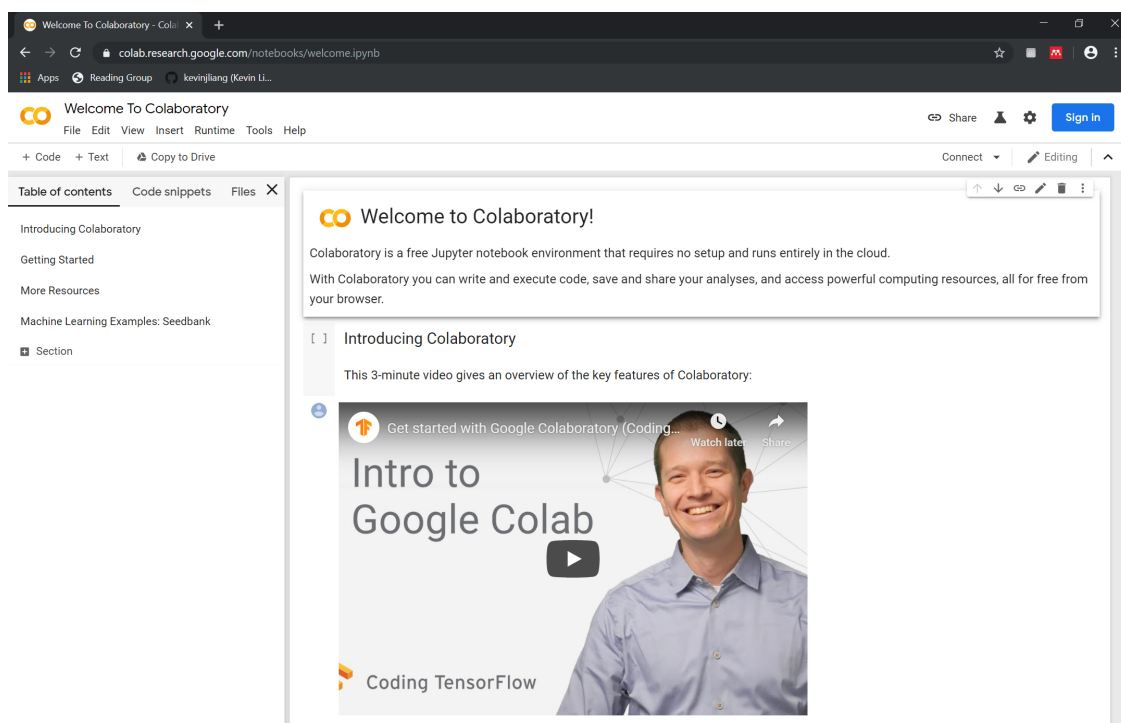 Welcome To Colaboratory - Cola
colab.research.google.com/notebooks/welcome.ipynb
Apps Reading Group kevinjliang (Kevin Li...
CO Welcome To Colaboratory
File Edit View Insert Runtime Tools Help
Share Sign in
+ Code + Text Copy to Drive
Connect Editing
Table of contents Code snippets Files X
Introducing Colaboratory
Getting Started
More Resources
Machine Learning Examples: Seedbank
Section
CO Welcome to Colaboratory!
Colaboratory is a free Jupyter notebook environment that requires no setup and runs entirely in the cloud.
With Colaboratory you can write and execute code, save and share your analyses, and access powerful computing resources, all for free from
your browser.
[ ] Introducing Colaboratory
This 3-minute video gives an overview of the key features of Colaboratory:
Get started with Google Colaboratory (Coding...
Watch later Share
Intro to
Google Colab
Coding TensorFlow